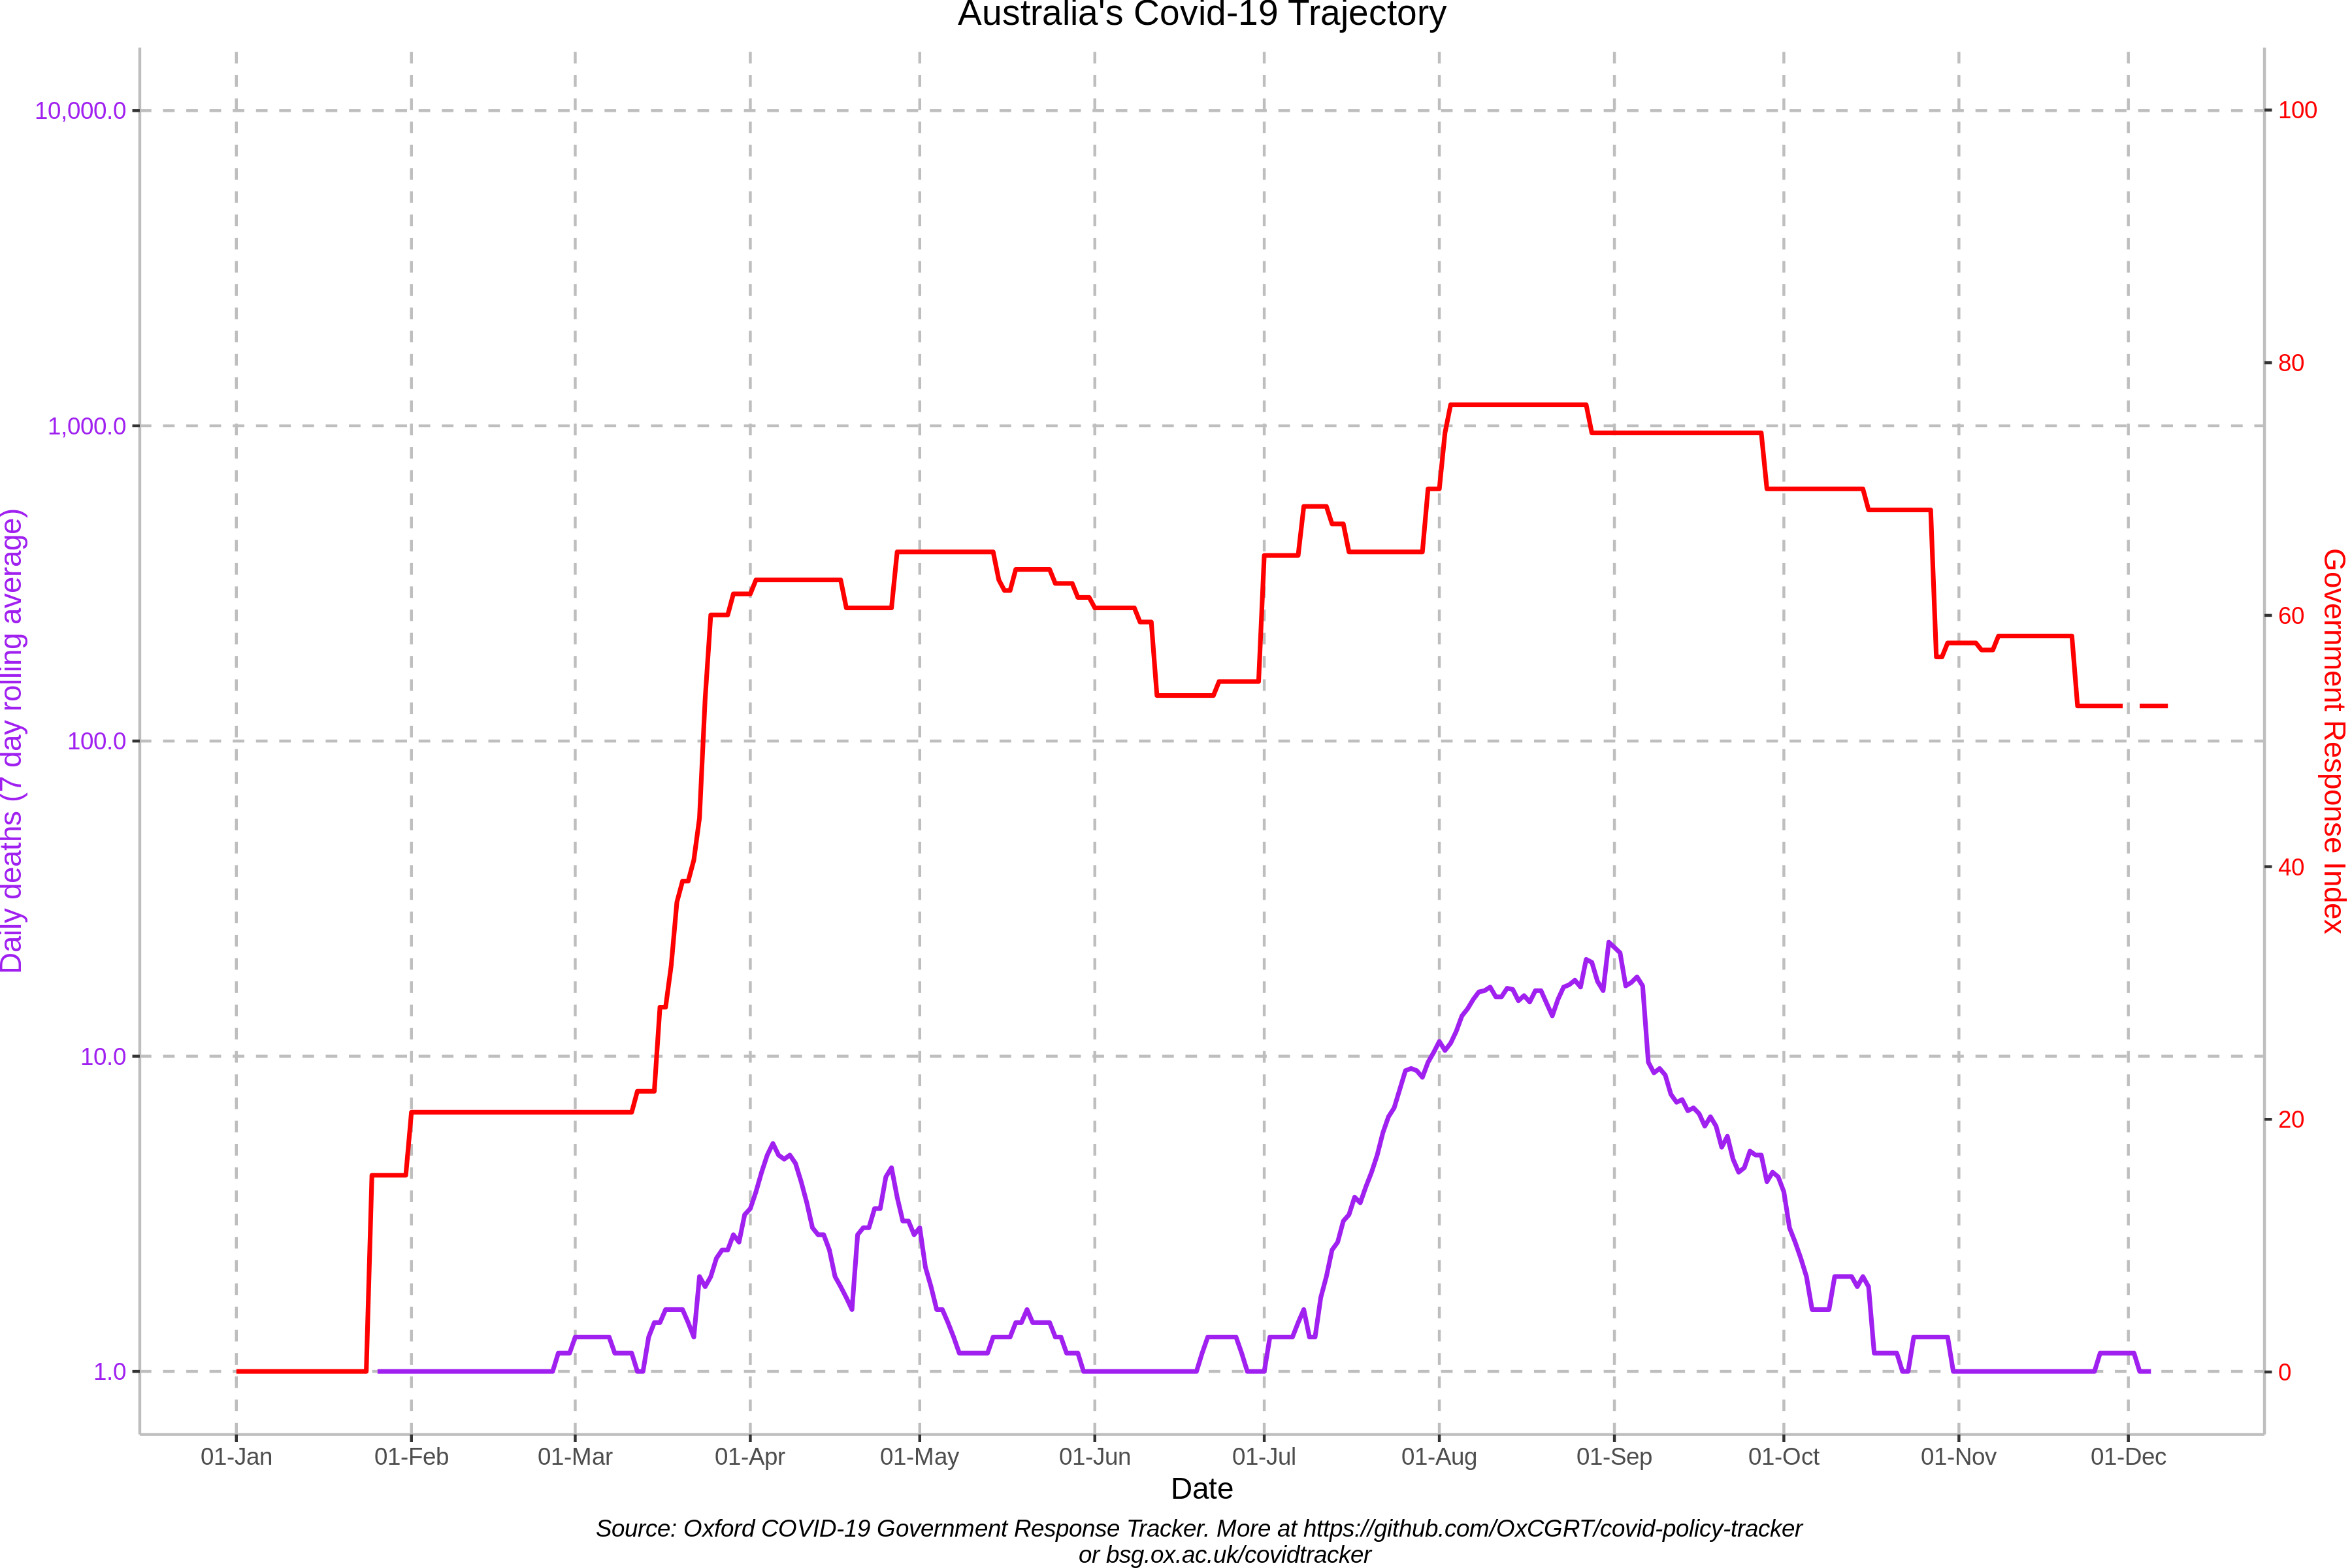 Australia's Covid-19 Trajectory
10,000.0
1,000.0
100.0
10.0
1.0
Daily deaths (7 day rolling average)
100
80
60
40
20
0
Government Response Index
01-Jan 01-Feb 01-Mar 01-Apr 01-May 01-Jun 01-Jul 01-Aug 01-Sep 01-Oct 01-Nov 01-Dec
Date
Source: Oxford COVID-19 Government Response Tracker. More at https://github.com/OxCGRT/covid-policy-tracker
or bsg.ox.ac.uk/covidtracker